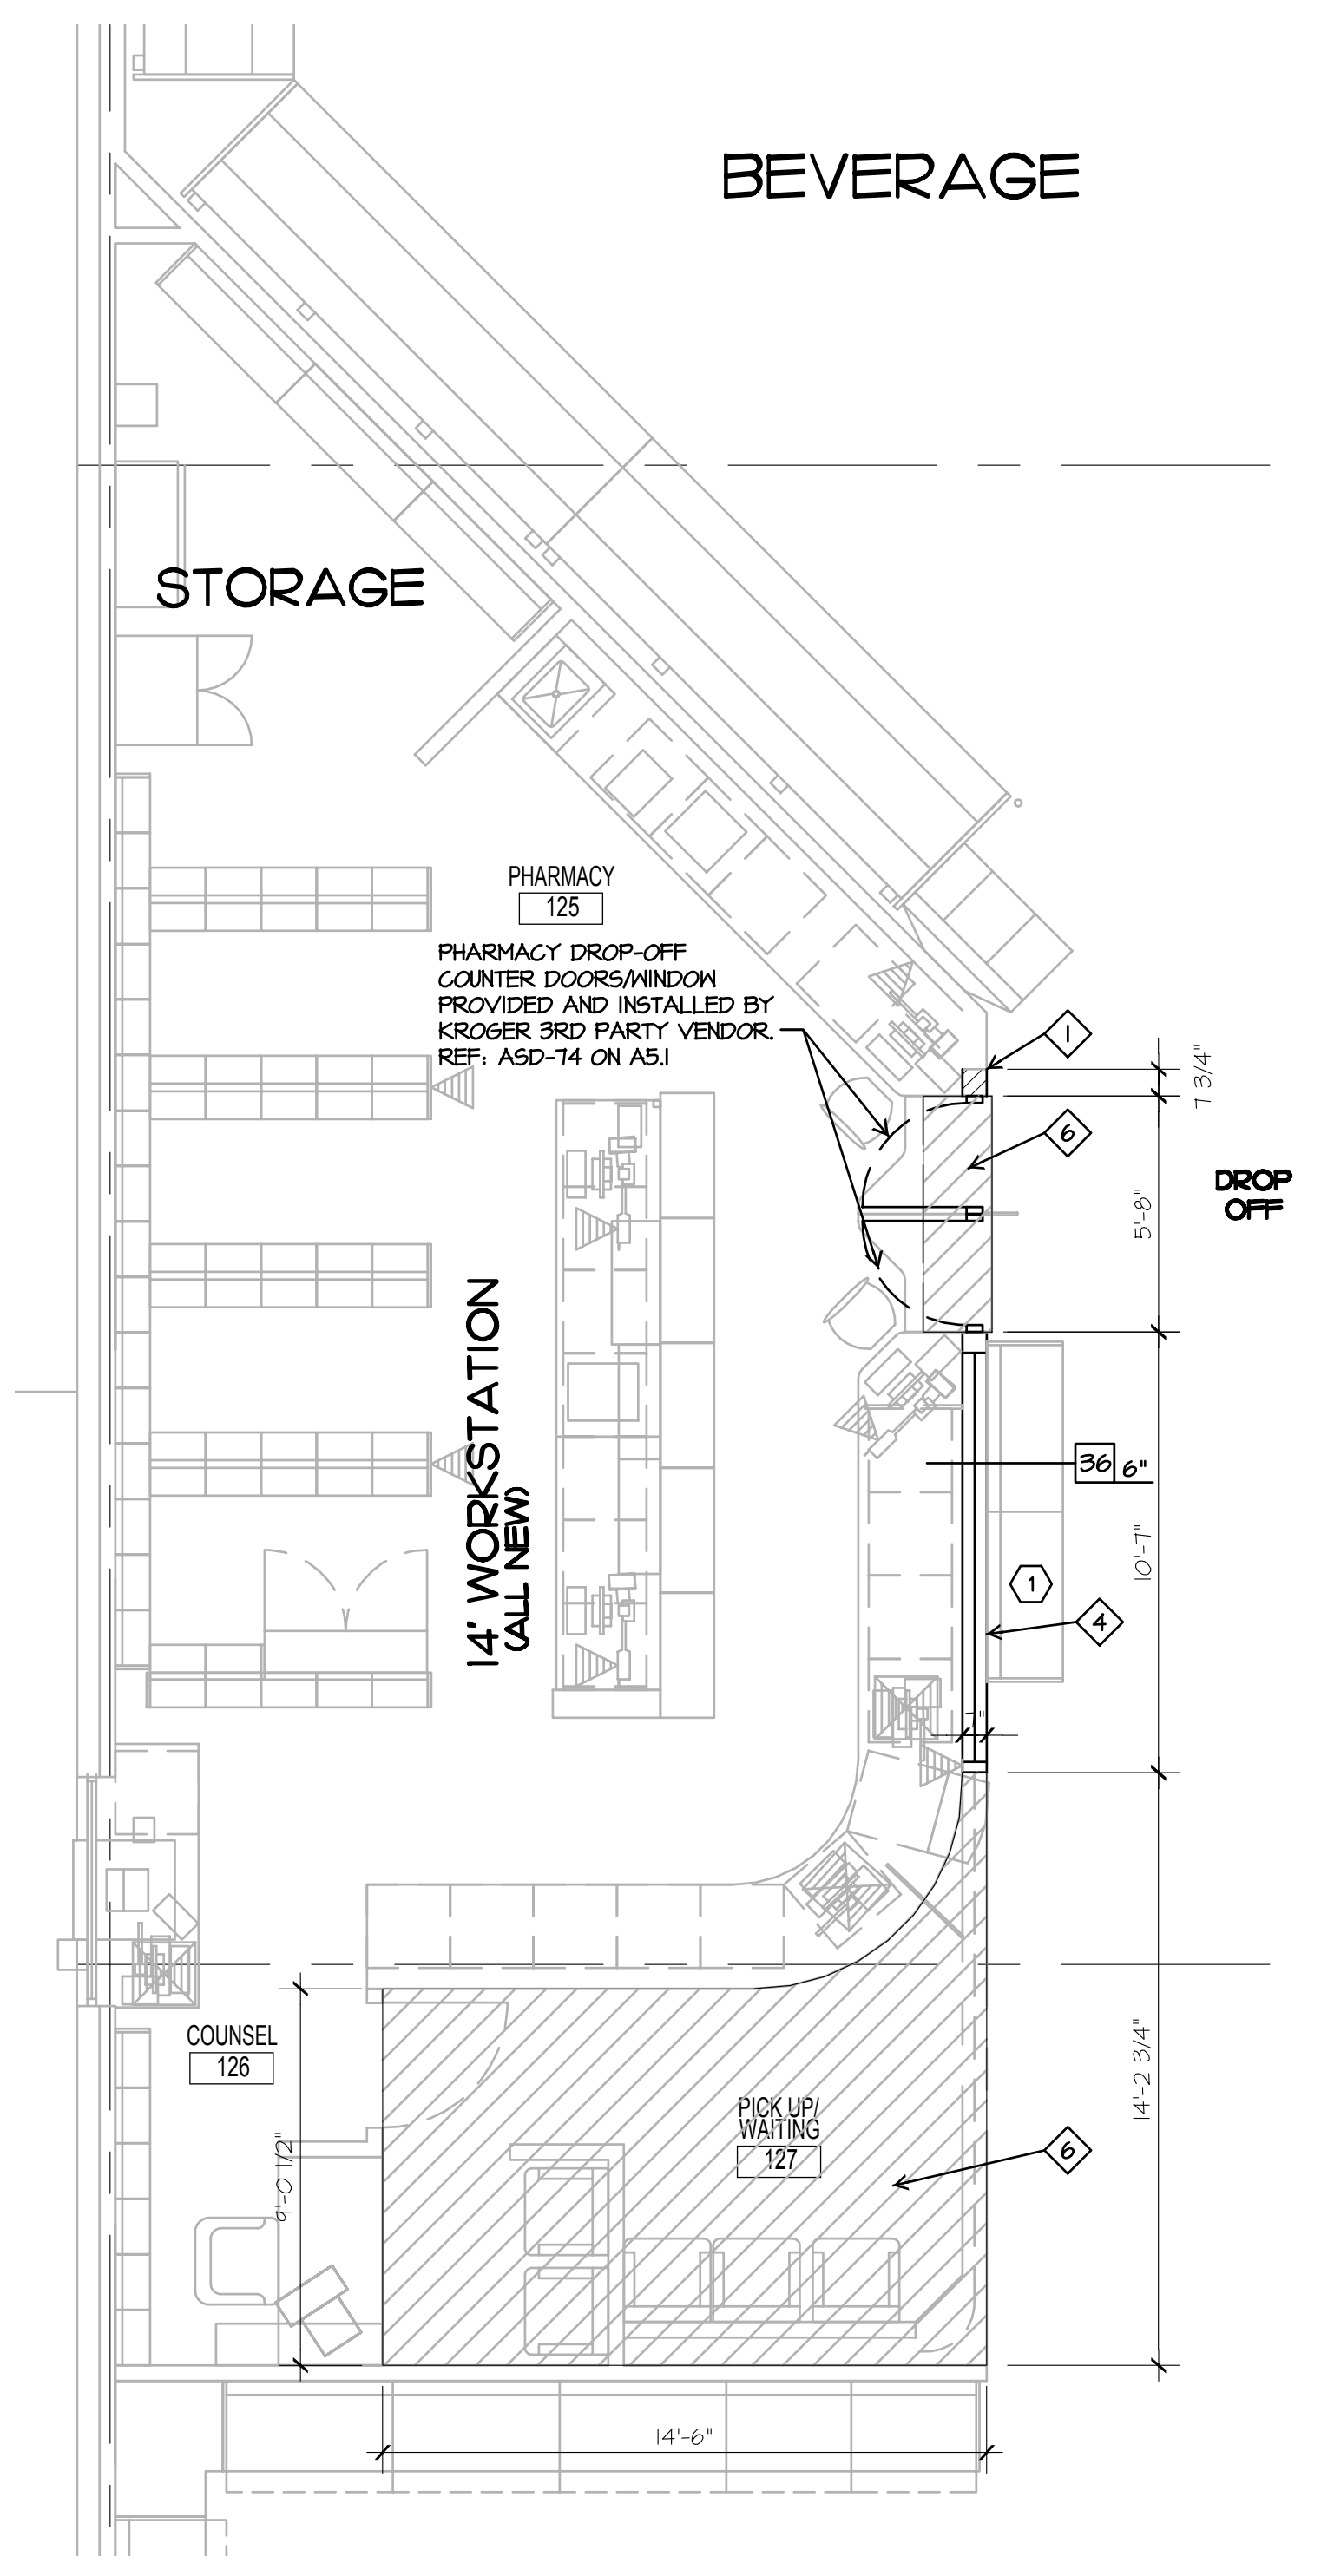 BEVERAGE
STORAGE
PHARMACY
125
PHARMACY DROP-OFF
COUNTER DOORS/WINDOW
PROVIDED AND INSTALLED BY
KROGER 3RD PARTY VENDOR.
REF: ASD-74 ON A5.1
1
7 3/4"
6
5'-8"
DROP
OFF
14' WORKSTATION
(ALL NEW)
36 6"
10'-7"
1
4
7"
COUNSEL
126
9'-0 1/2"
PICK UP/
WAITING
127
14'-2 3/4"
6
14'-6"